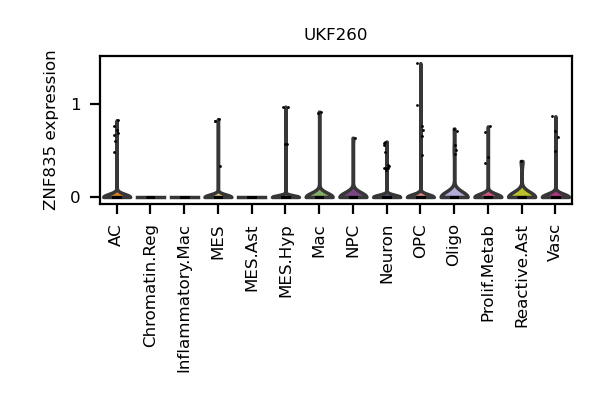 UKF260
ZNF835 expression
1
0
AC
Chromatin.Reg
Inflammatory.Mac
MES
MES.Ast
MES.Hyp
Mac
NPC
Neuron
OPC
Oligo
Prolif.Metab
Reactive.Ast
Vasc